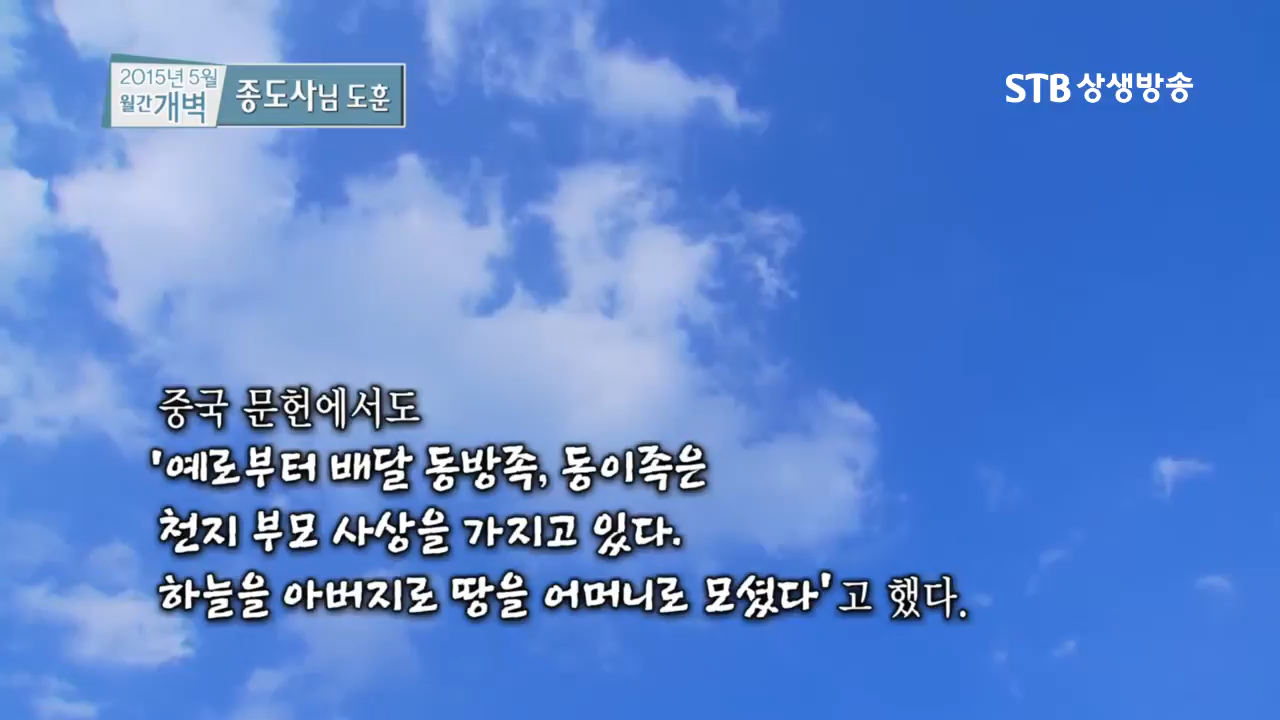 2015년 5월
월간개벽
종도사님 도훈
STB 상생방송
중국 문헌에서도
'예로부터 배달 동방족, 동이족은
천지 부모 사상을 가지고 있다.
하늘을 아버지로 땅을 어머니로 모셨다'고 했다.